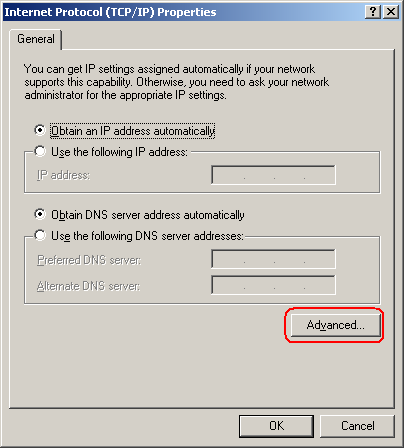 Internet Protocol (TCP/IP) Properties
General
You can get IP settings assigned automatically if your network
supports this capability. Otherwise, you need to ask your network
administrator for the appropriate IP settings.
Obtain an IP address automatically
Use the following IP address:
IP address:
Obtain DNS server address automatically
Use the following DNS server addresses:
Preferred DNS server:
Alternate DNS server:
Advanced...
OK Cancel